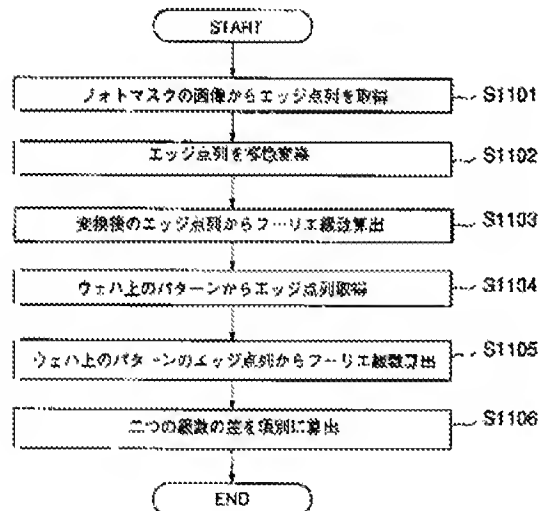 START
フォトマスクの画像からエッジ点列を取得
S1101
エッジ点列を
S1102
変換後のエッジ点列からフーリエ級数算出
S1103
ウェハ上のパターンからエッジ点列取得
S1104
ウェハ上のパターンのエッジ点列からフーリエ級数算出
S1105
二つの級数の差を項別に算出
S1106
END